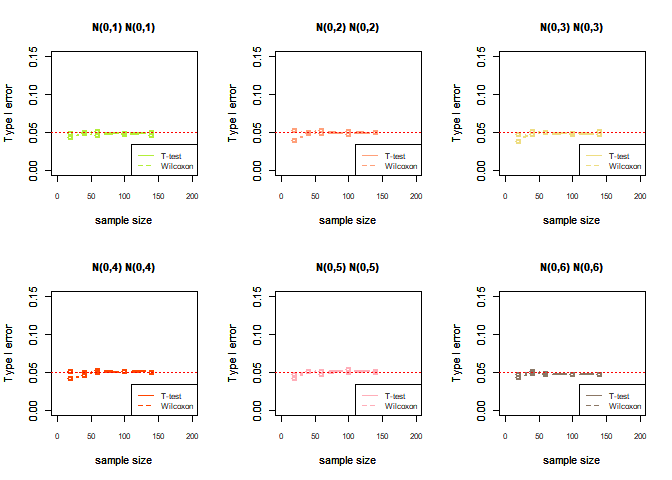 N(0,1) N(0,1)
Type I error
0.00 0.05 0.10 0.15
T-test
Wilcoxon
0 50 100 150 200
sample size
N(0,2) N(0,2)
Type I error
0.00 0.05 0.10 0.15
T-test
Wilcoxon
0 50 100 150 200
sample size
N(0,3) N(0,3)
Type I error
0.00 0.05 0.10 0.15
T-test
Wilcoxon
0 50 100 150 200
sample size
N(0,4) N(0,4)
Type I error
0.00 0.05 0.10 0.15
T-test
Wilcoxon
0 50 100 150 200
sample size
N(0,5) N(0,5)
Type I error
0.00 0.05 0.10 0.15
T-test
Wilcoxon
0 50 100 150 200
sample size
N(0,6) N(0,6)
Type I error
0.00 0.05 0.10 0.15
T-test
Wilcoxon
0 50 100 150 200
sample size